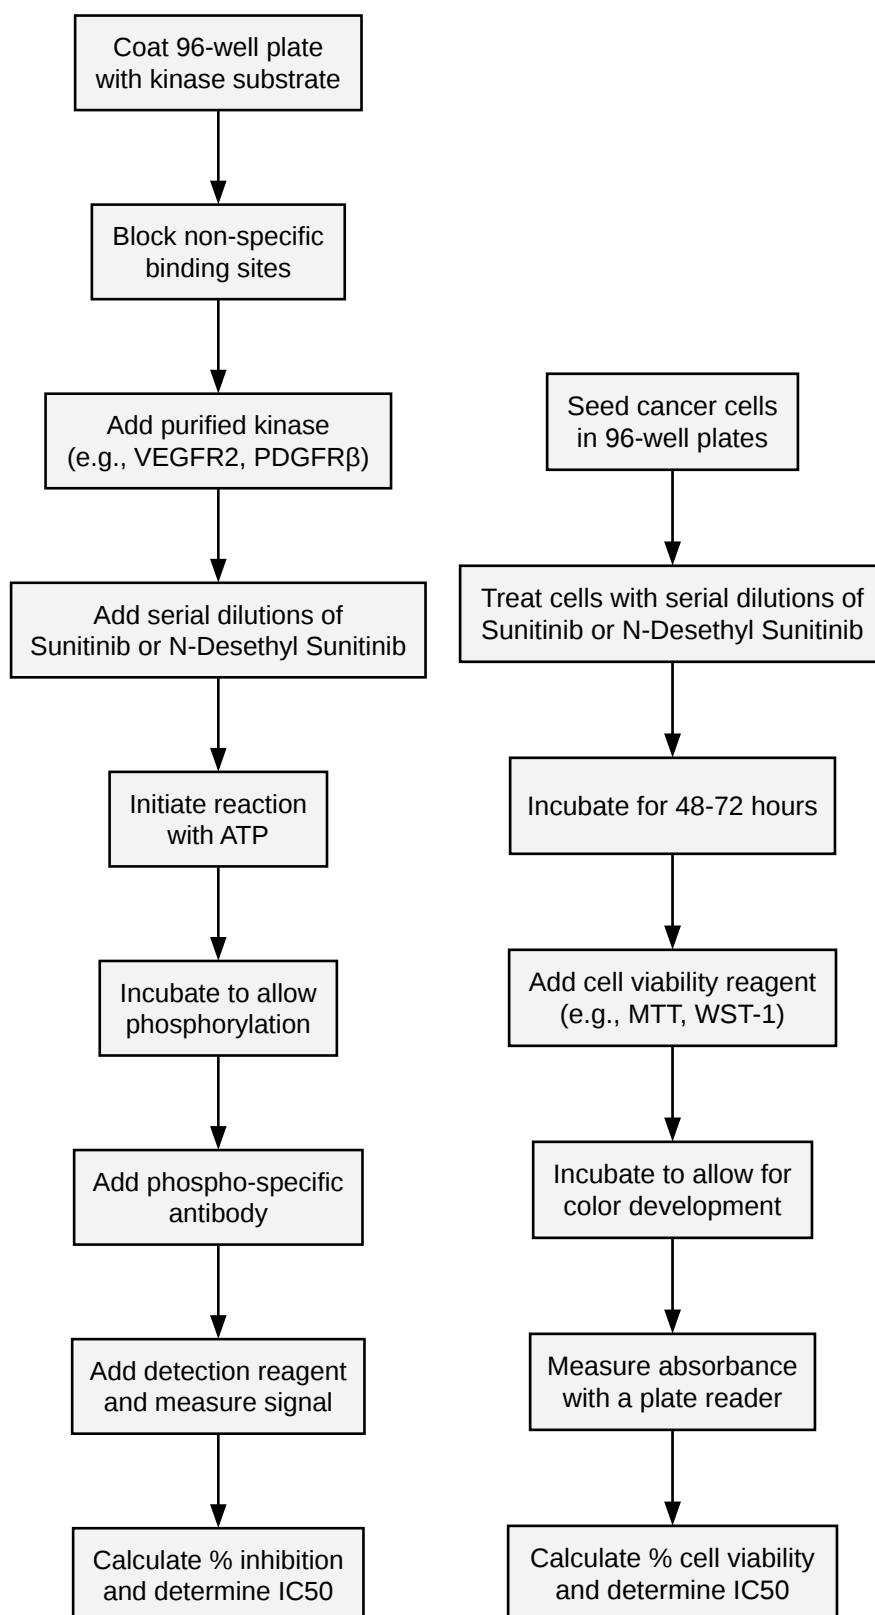 Coat 96-well plate
with kinase substrate
Block non-specific
binding sites
Add purified kinase
(e.g., VEGFR2, PDGFRβ)
Add serial dilutions of
Sunitinib or N-Desethyl Sunitinib
Initiate reaction
with ATP
Incubate to allow
phosphorylation
Add phospho-specific
antibody
Add detection reagent
and measure signal
Calculate % inhibition
and determine IC50
Seed cancer cells
in 96-well plates
Treat cells with serial dilutions of
Sunitinib or N-Desethyl Sunitinib
Incubate for 48-72 hours
Add cell viability reagent
(e.g., MTT, WST-1)
Incubate to allow for
color development
Measure absorbance
with a plate reader
Calculate % cell viability
and determine IC50